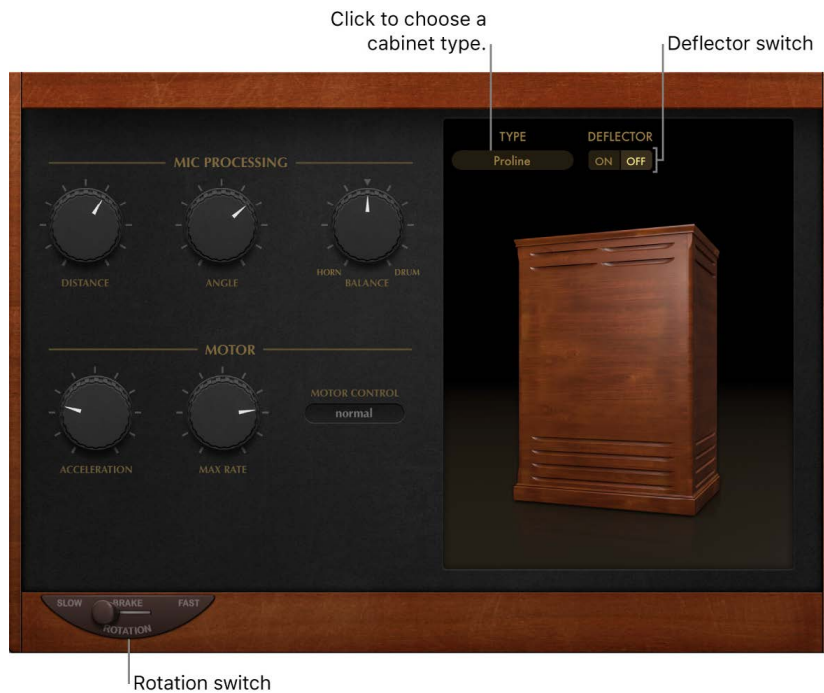 Click to choose a
cabinet type.
Deflector switch
TYPE
DEFLECTOR
Proline
ON OFF
MIC PROCESSING
DISTANCE
ANGLE
HORN
DRUM
BALANCE
MOTOR
MOTOR CONTROL
normal
ACCELERATION
MAX RATE
SLOW
BRAKE
FAST
ROTATION
Rotation switch